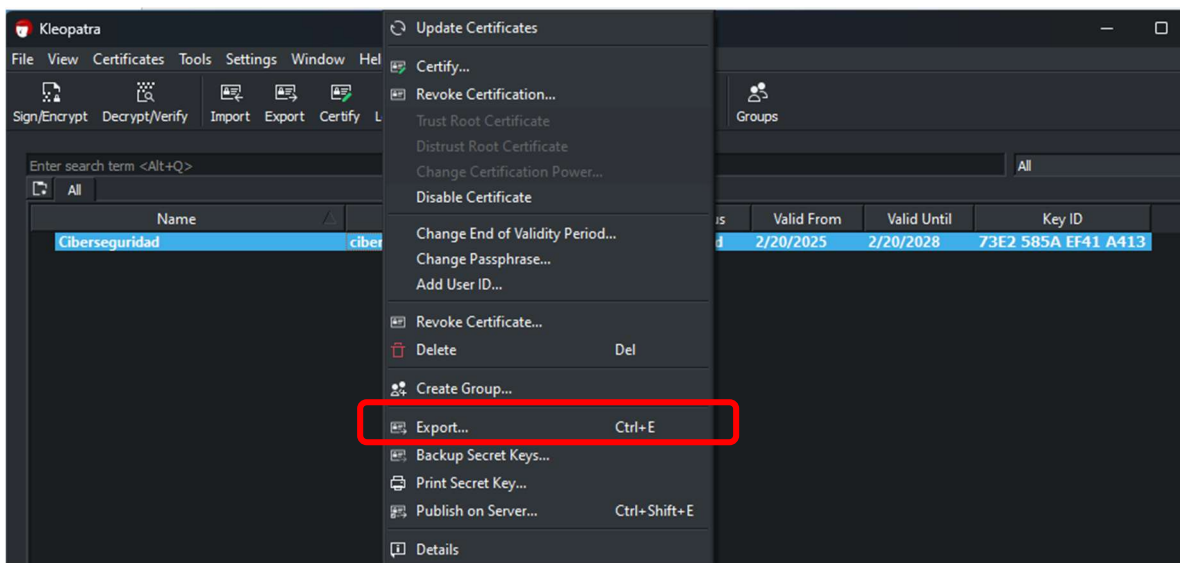 Kleopatra
File View Certificates Tools Settings Window Hel
Sign/Encrypt Decrypt/Verify Import Export Certify L Groups
Enter search term <Alt+Q> All
All
Name us Valid From Valid Until Key ID
Ciberseguridad ciber d 2/20/2025 2/20/2028 73E2 585A EF41 A413
Update Certificates
Certify...
Revoke Certification...
Trust Root Certificate
Distrust Root Certificate
Change Certification Power...
Disable Certificate
Change End of Validity Period...
Change Passphrase...
Add User ID...
Revoke Certificate...
Delete Del
Create Group...
Export... Ctrl+E
Backup Secret Keys...
Print Secret Key...
Publish on Server... Ctrl+Shift+E
Details